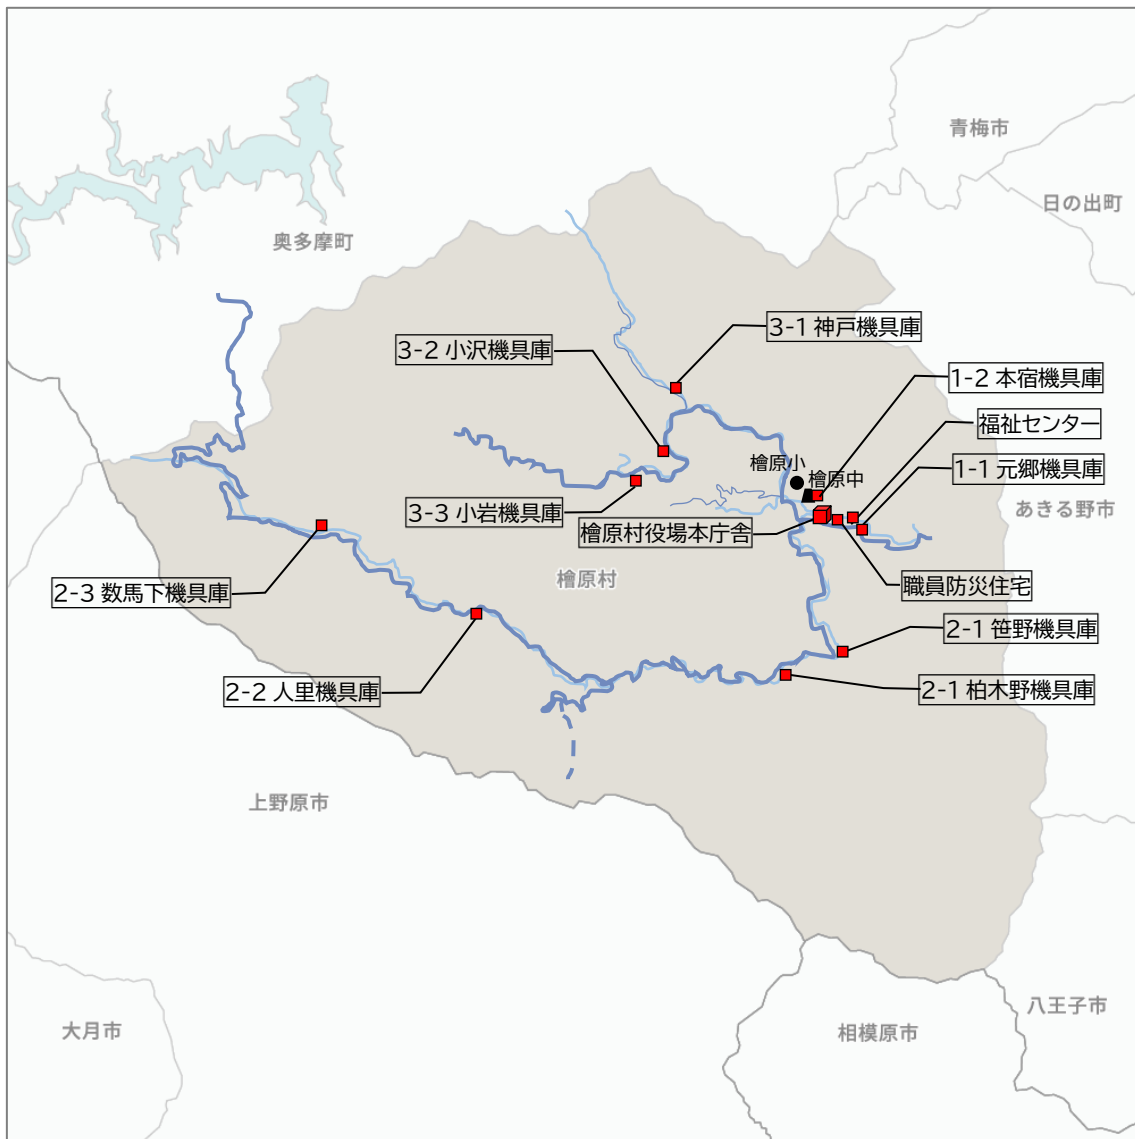 青梅市
日の出町
奥多摩町
3-1 神戸機具庫
3-2 小沢機具庫
1-2 本宿機具庫
福祉センター
檜原小
1-1 元郷機具庫
檜原中
あきる野市
3-3 小岩機具庫
檜原村役場本庁舎
檜原村
職員防災住宅
2-3 数馬下機具庫
2-1 笹野機具庫
2-2 人里機具庫
2-1 柏木野機具庫
上野原市
八王子市
大月市
相模原市